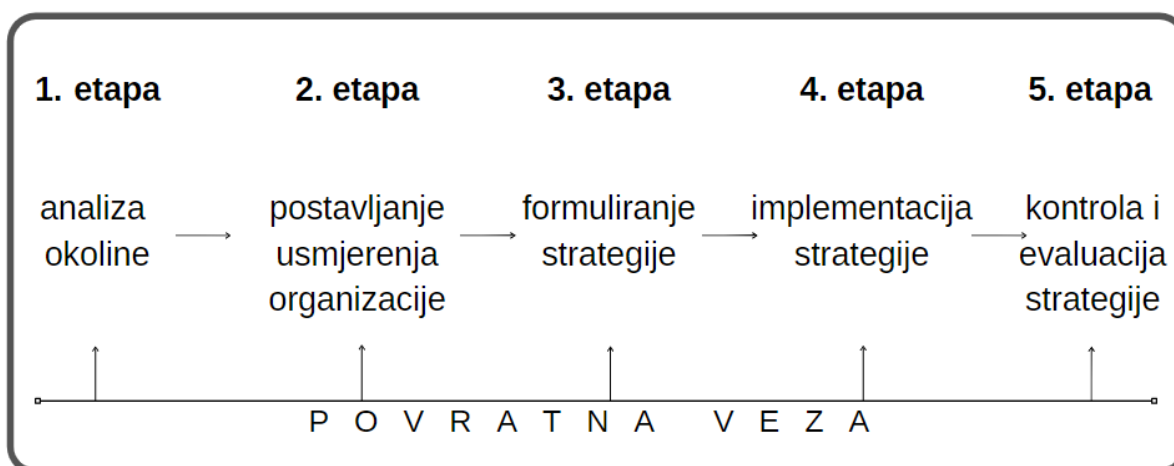 1. etapa
2. etapa
3. etapa
4. etapa
5. etapa
analiza
okoline
postavljanje
usmjerenja
organizacije
formuliranje
strategije
implementacija
strategije
kontrola i
evaluacija
strategije
P O V R A T N A V E Z A